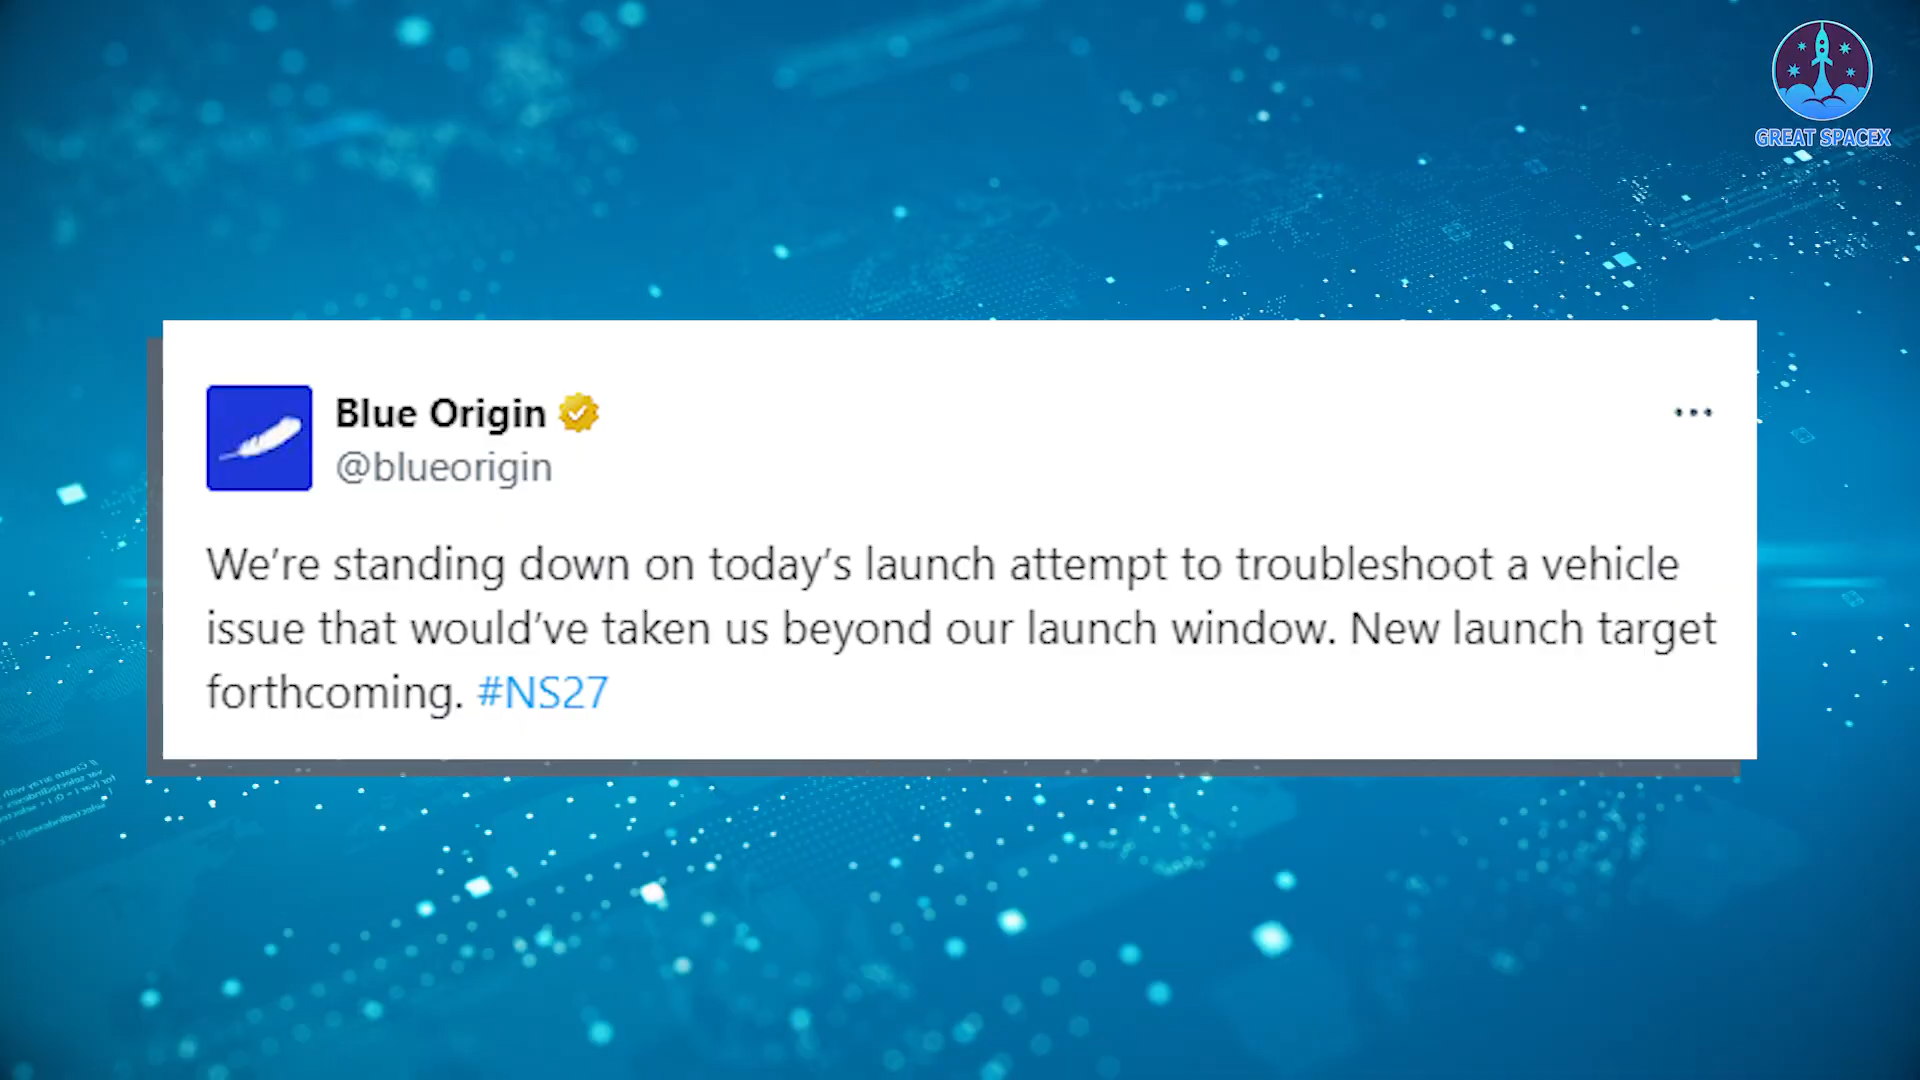 GREAT SPACEX
Blue Origin
@blueorigin
We’re standing down on today’s launch attempt to troubleshoot a vehicle
issue that would’ve taken us beyond our launch window. New launch target
forthcoming. #NS27